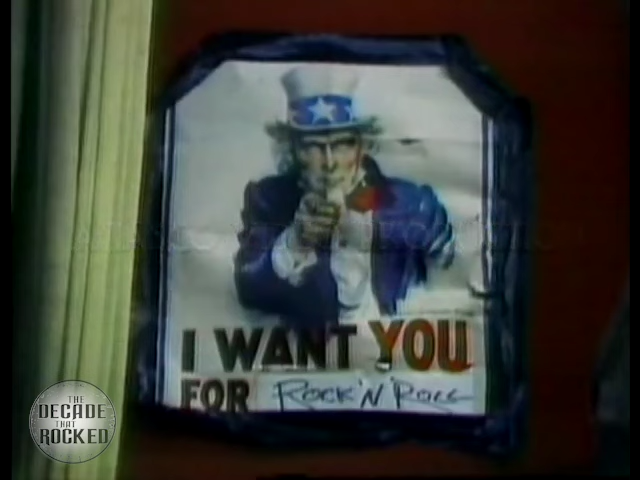 I WANT YOU
FOR ROCK 'N' ROLL
THE
DECADE
THAT
ROCKED